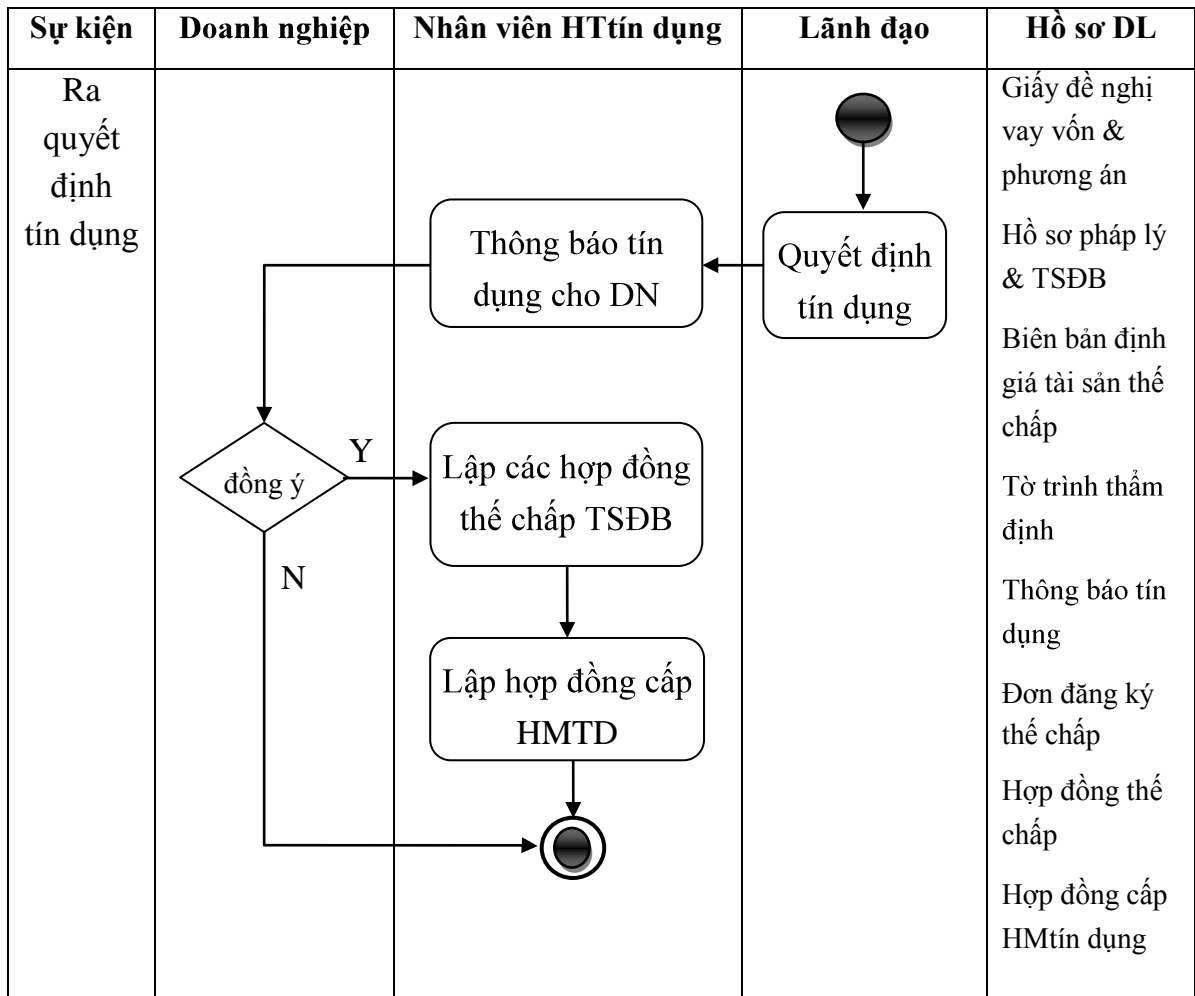 Sự kiện
Doanh nghiệp
Nhân viên HTtín dụng
Lãnh đạo
Hồ sơ DL
Ra
quyết
định
tín dụng
Quyết định
tín dụng
Thông báo tín
dụng cho DN
đồng ý
Y
N
Lập các hợp đồng
thế chấp TSĐB
Lập hợp đồng cấp
HMTD
Giấy đề nghị
vay vốn &
phương án
Hồ sơ pháp lý
& TSĐB
Biên bản định
giá tài sản thế
chấp
Tờ trình thẩm
định
Thông báo tín
dụng
Đơn đăng ký
thế chấp
Hợp đồng thế
chấp
Hợp đồng cấp
HMtín dụng